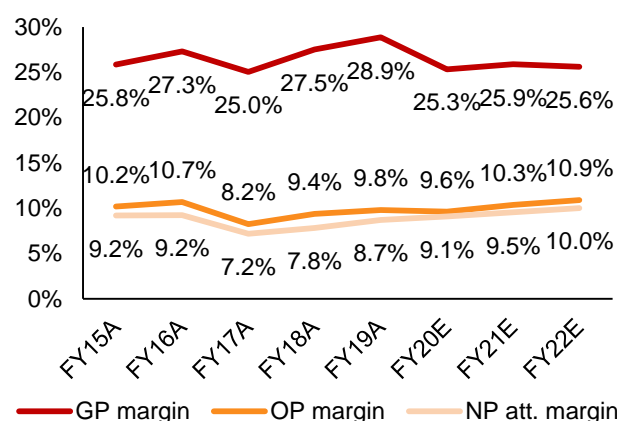 30%
25%
20%
15%
10%
5%
0%
25.8% 27.3% 25.0% 27.5% 28.9% 25.3% 25.9% 25.6%
10.2% 10.7% 8.2% 9.4% 9.8% 9.6% 10.3% 10.9%
9.2% 9.2% 7.2% 7.8% 8.7% 9.1% 9.5% 10.0%
FY15A FY16A FY17A FY18A FY19A FY20E FY21E FY22E
GP margin OP margin NP att. margin